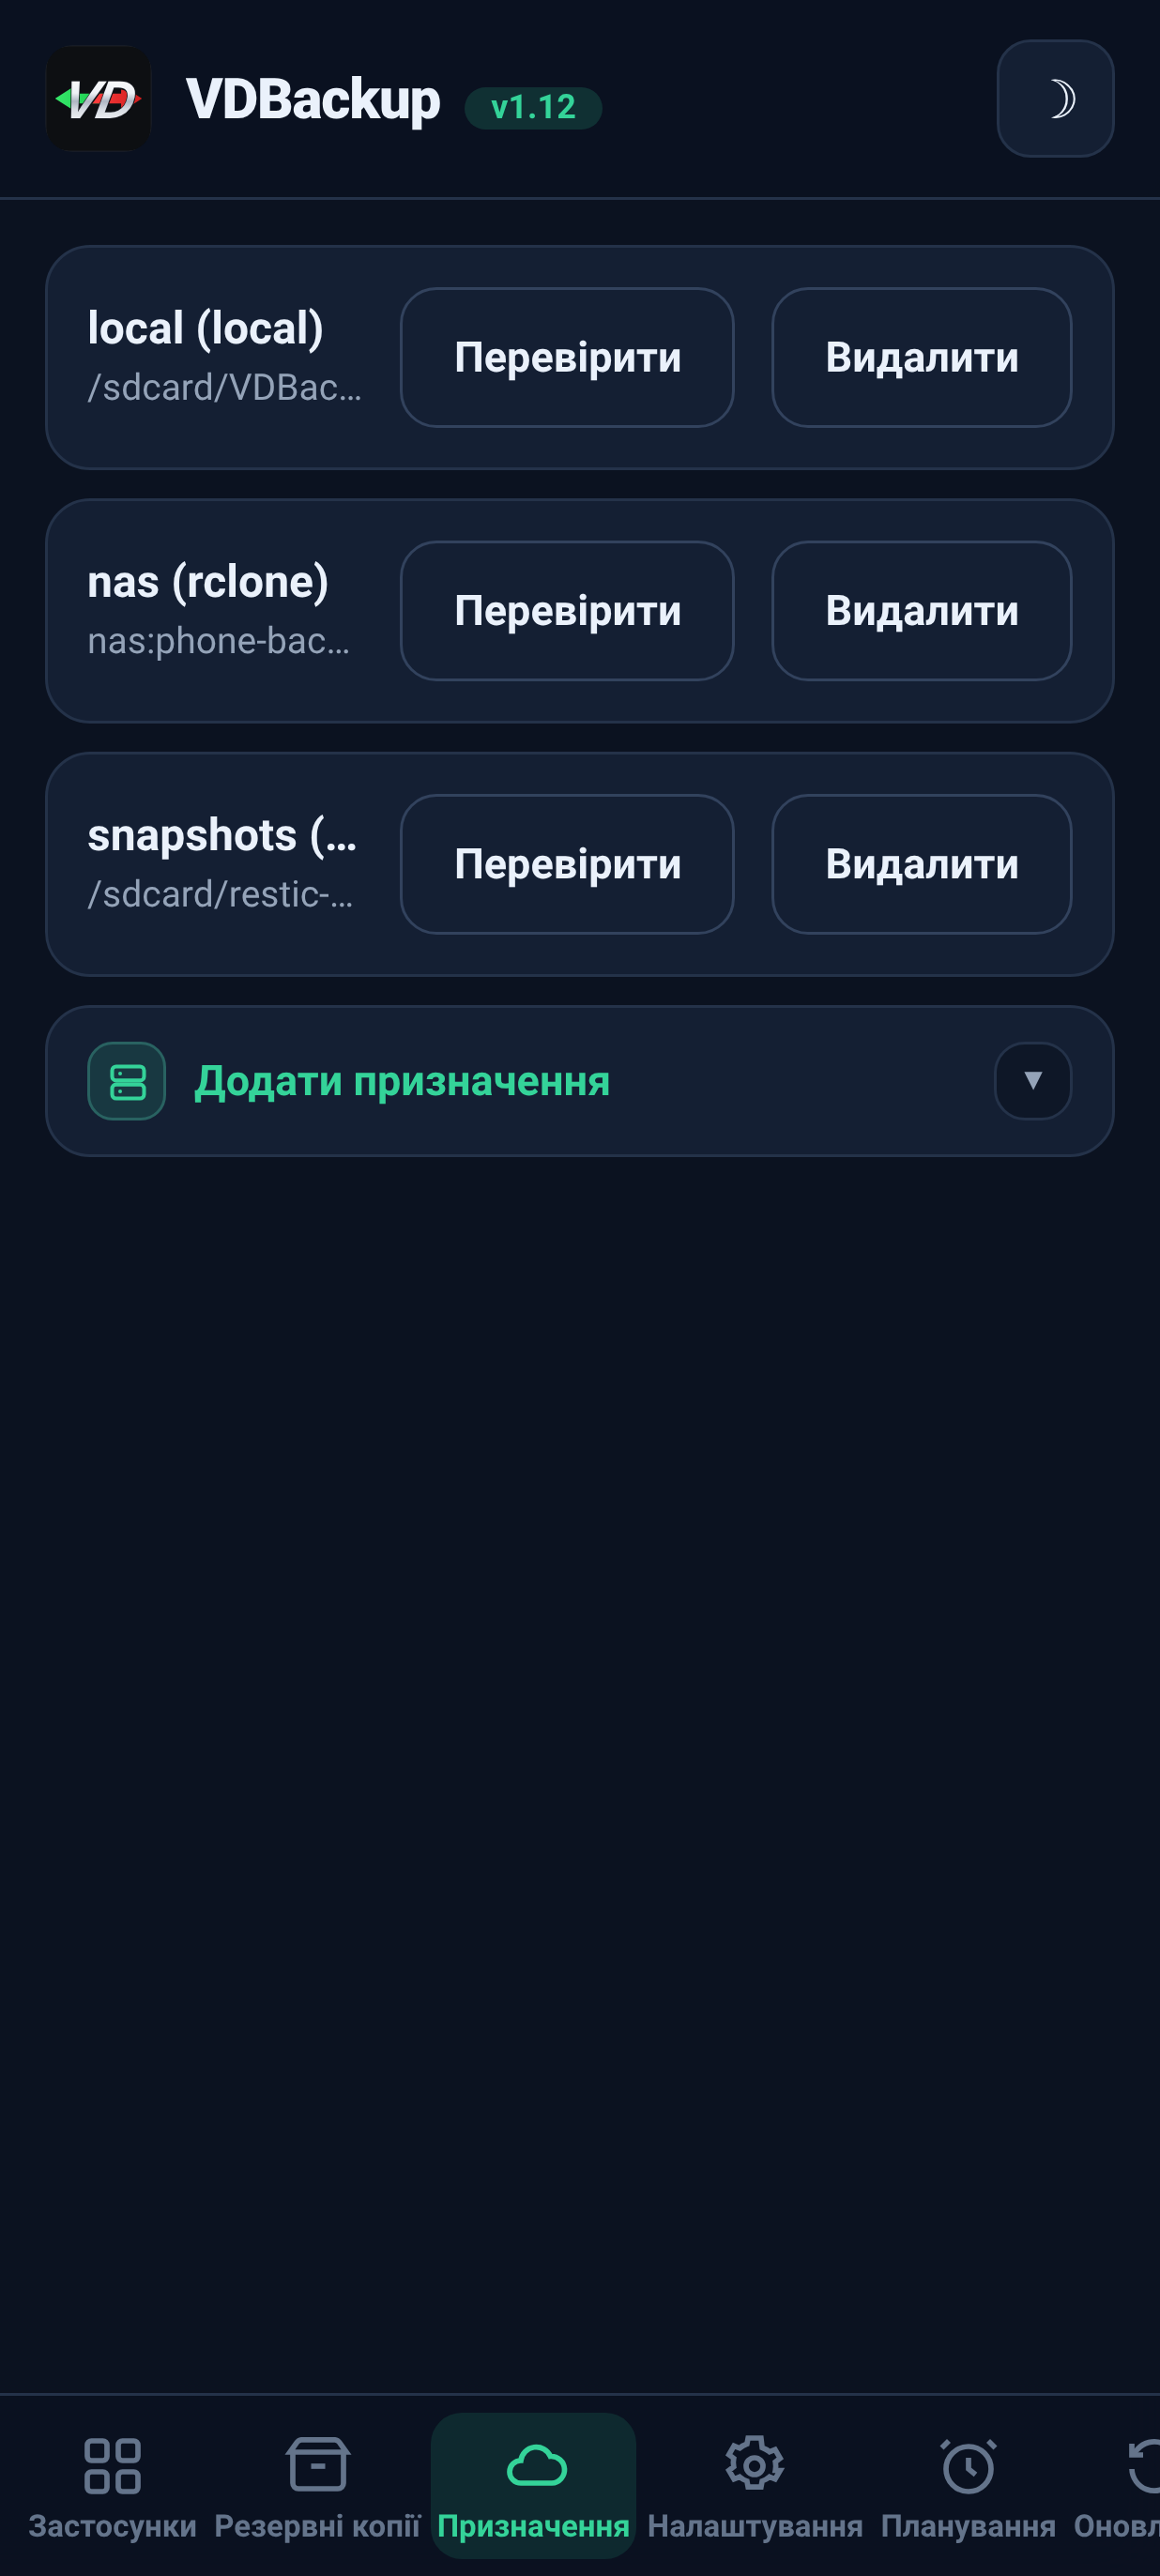 VD
VDBackup v1.12
local (local)
/sdcard/VDBac…
Перевірити
Видалити
nas (rclone)
nas:phone-bac…
Перевірити
Видалити
snapshots (…
/sdcard/restic-…
Перевірити
Видалити
Додати призначення
Застосунки
Резервні копії
Призначення
Налаштування
Планування